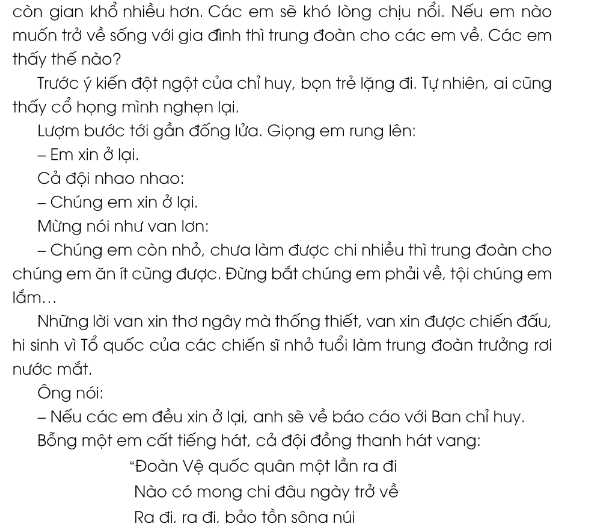 còn gian khổ nhiều hơn. Các em sẽ khó lòng chịu nổi. Nếu em nào
muốn trở về sống với gia đình thì trung đoàn cho các em về. Các em
thấy thế nào?
Trước ý kiến đột ngột của chỉ huy, bọn trẻ lặng đi. Tự nhiên, ai cũng
thấy cổ họng mình nghẹn lại.
Lượm bước tới gần đống lửa. Giọng em rung lên:
– Em xin ở lại.
Cả đội nhao nhao:
– Chúng em xin ở lại.
Mừng nói như van lơn:
– Chúng em còn nhỏ, chưa làm được chi nhiều thì trung đoàn cho
chúng em ăn ít cũng được. Đừng bắt chúng em phải về, tội chúng em
lắm...
Những lời van xin thơ ngây mà thống thiết, van xin được chiến đấu,
hi sinh vì Tổ quốc của các chiến sĩ nhỏ tuổi làm trung đoàn trưởng rơi
nước mắt.
Ông nói:
– Nếu các em đều xin ở lại, anh sẽ về báo cáo với Ban chỉ huy.
Bỗng một em cất tiếng hát, cả đội đồng thanh hát vang:
“Đoàn Vệ quốc quân một lần ra đi
Nào có mong chi đâu ngày trở về
Ra đi, ra đi, bảo tồn sông núi